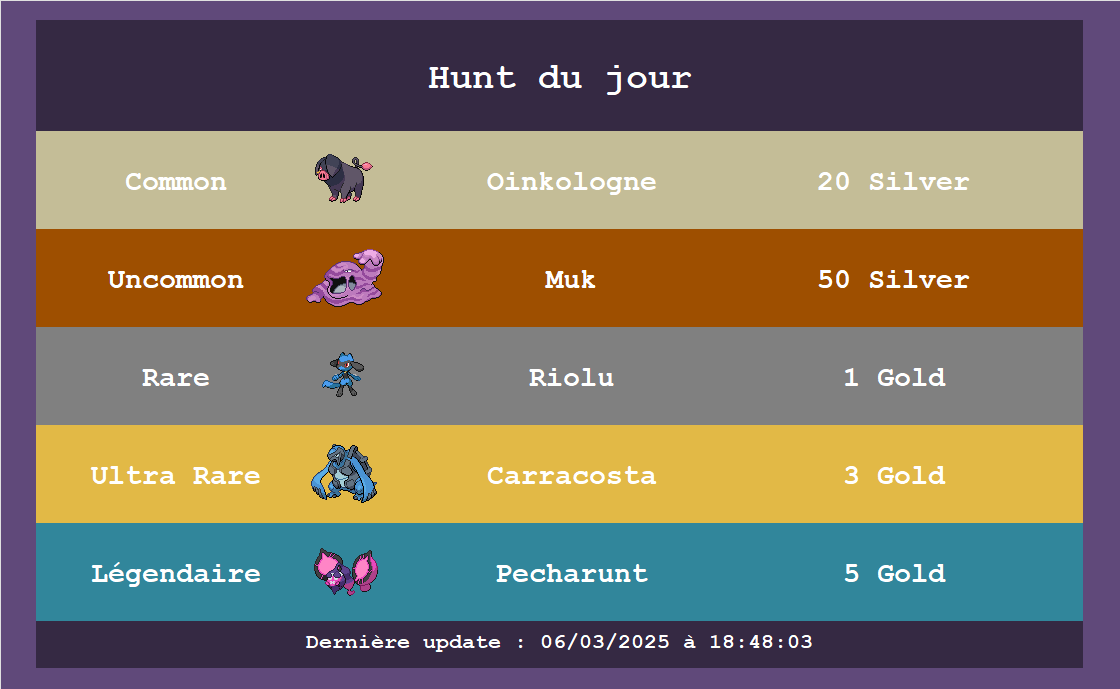 Hunt du jour
Common Oinkologne 20 Silver
Uncommon Muk 50 Silver
Rare Riolu 1 Gold
Ultra Rare Carracosta 3 Gold
Légendaire Pecharunt 5 Gold
Dernière update : 06/03/2025 à 18:48:03